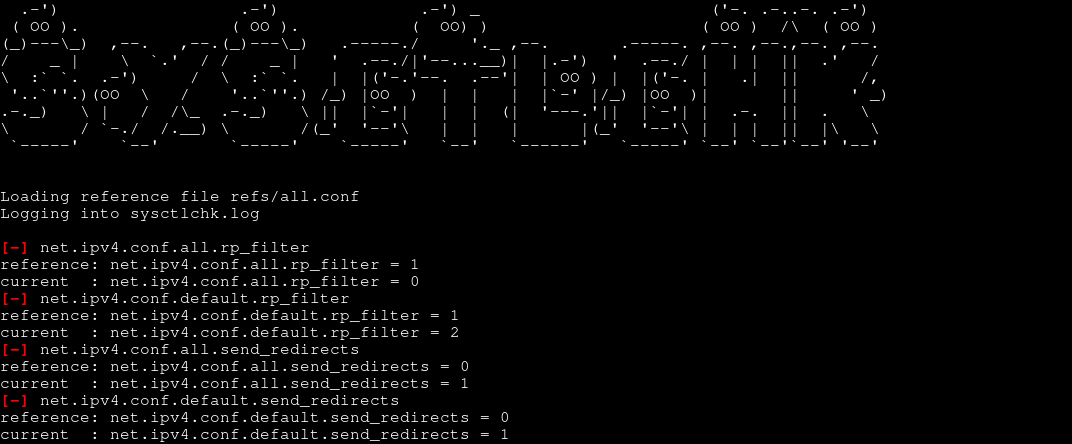 SYSCTLCHK
Loading reference file refs/all.conf
Logging into sysctlchk.log
[-] net.ipv4.conf.all.rp_filter
reference: net.ipv4.conf.all.rp_filter = 1
current  : net.ipv4.conf.all.rp_filter = 0
[-] net.ipv4.conf.default.rp_filter
reference: net.ipv4.conf.default.rp_filter = 1
current  : net.ipv4.conf.default.rp_filter = 2
[-] net.ipv4.conf.all.send_redirects
reference: net.ipv4.conf.all.send_redirects = 0
current  : net.ipv4.conf.all.send_redirects = 1
[-] net.ipv4.conf.default.send_redirects
reference: net.ipv4.conf.default.send_redirects = 0
current  : net.ipv4.conf.default.send_redirects = 1